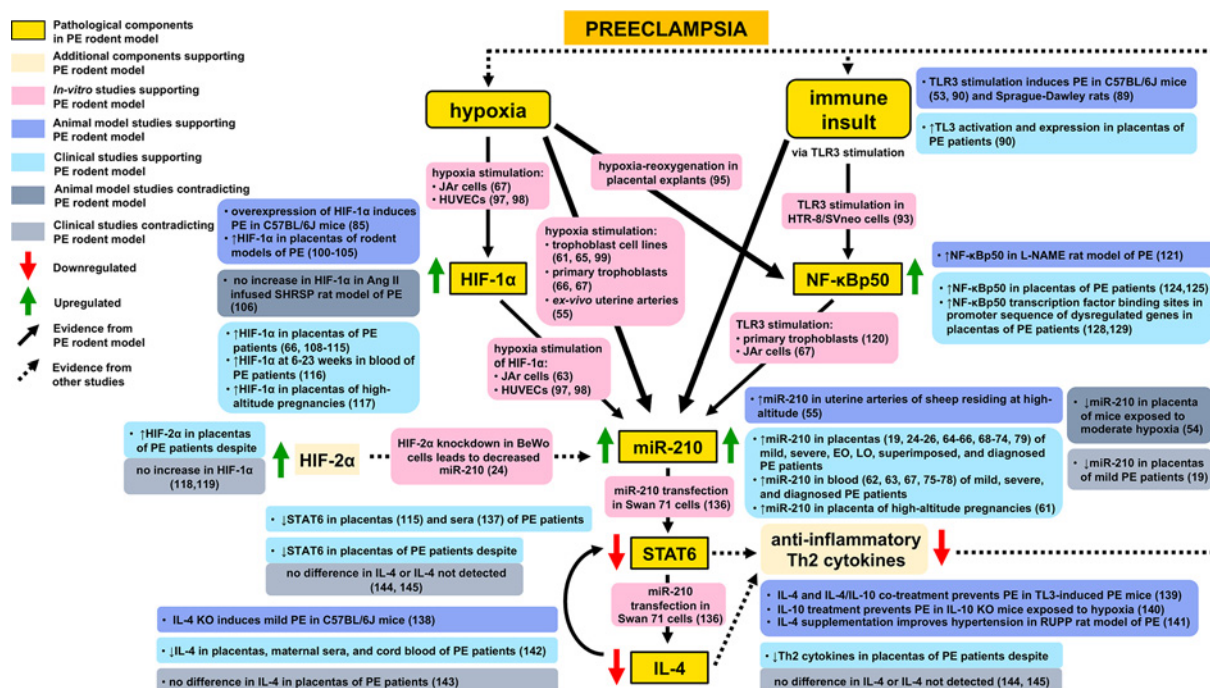 Pathological components
in PE rodent model
Additional components supporting
PE rodent model
In-vitro studies supporting
PE rodent model
Animal model studies supporting
PE rodent model
Clinical studies supporting
PE rodent model
Animal model studies contradicting
PE rodent model
Clinical studies contradicting
PE rodent model
Downregulated
Upregulated
Evidence from
PE rodent model
Evidence from
other studies
PREECLAMPSIA
hypoxia
immune
insult
• TLR3 stimulation induces PE in C57BL/6J mice
(53, 90) and Sprague-Dawley rats (89)
• ↑TL3 activation and expression in placentas of
PE patients (90)
via TLR3 stimulation
hypoxia stimulation:
• JAr cells (67)
• HUVECs (97, 98)
hypoxia-reoxygenation in
placental explants (95)
TLR3 stimulation in
HTR-8/SVneo cells (93)
• overexpression of HIF-1α induces
PE in C57BL/6J mice (85)
• ↑HIF-1α in placentas of rodent
models of PE (100-105)
• no increase in HIF-1α in Ang II
infused SHRSP rat model of PE
(106)
• ↑HIF-1α in placentas of PE
patients (66, 108-115)
• ↑HIF-1α at 6-23 weeks in blood of
PE patients (116)
• ↑HIF-1α in placentas of high-
altitude pregnancies (117)
HIF-1α
hypoxia stimulation:
• trophoblast cell lines
(61, 65, 99)
• primary trophoblasts
(66, 67)
• ex-vivo uterine arteries
(55)
NF-κBp50
• ↑NF-κBp50 in L-NAME rat model of PE (121)
• ↑NF-κBp50 in placentas of PE patients (124,125)
• ↑NF-κBp50 transcription factor binding sites in
promoter sequence of dysregulated genes in
placentas of PE patients (128,129)
hypoxia stimulation
of HIF-1α:
• JAr cells (63)
• HUVECs (97, 98)
TLR3 stimulation:
• primary trophoblasts (120)
• JAr cells (67)
• ↑HIF-2α in placentas
of PE patients despite
no increase in HIF-1α
(118,119)
HIF-2α
HIF-2α knockdown in BeWo
cells leads to decreased
miR-210 (24)
miR-210
• ↑miR-210 in uterine arteries of sheep residing at high-
altitude (55)
• ↑miR-210 in placentas (19, 24-26, 64-66, 68-74, 79) of
mild, severe, EO, LO, superimposed, and diagnosed
PE patients
• ↑miR-210 in blood (62, 63, 67, 75-78) of mild, severe,
and diagnosed PE patients
• ↑miR-210 in placenta of high-altitude pregnancies (61)
• ↓miR-210 in placenta
of mice exposed to
moderate hypoxia (54)
• ↓miR-210 in placentas
of mild PE patients (19)
miR-210 transfection
in Swan 71 cells (136)
• ↓STAT6 in placentas (115) and sera (137) of PE patients
• ↓STAT6 in placentas of PE patients despite
no difference in IL-4 or IL-4 not detected
(144, 145)
STAT6
anti-inflammatory
Th2 cytokines
miR-210
transfection in
Swan 71 cells (136)
• IL-4 and IL-4/IL-10 co-treatment prevents PE in TL3-induced PE mice (139)
• IL-10 treatment prevents PE in IL-10 KO mice exposed to hypoxia (140)
• IL-4 supplementation improves hypertension in RUPP rat model of PE (141)
• IL-4 KO induces mild PE in C57BL/6J mice (138)
• ↓IL-4 in placentas, maternal sera, and cord blood of PE patients (142)
• no difference in IL-4 in placentas of PE patients (143)
IL-4
• ↓Th2 cytokines in placentas of PE patients despite
no difference in IL-4 or IL-4 not detected (144, 145)